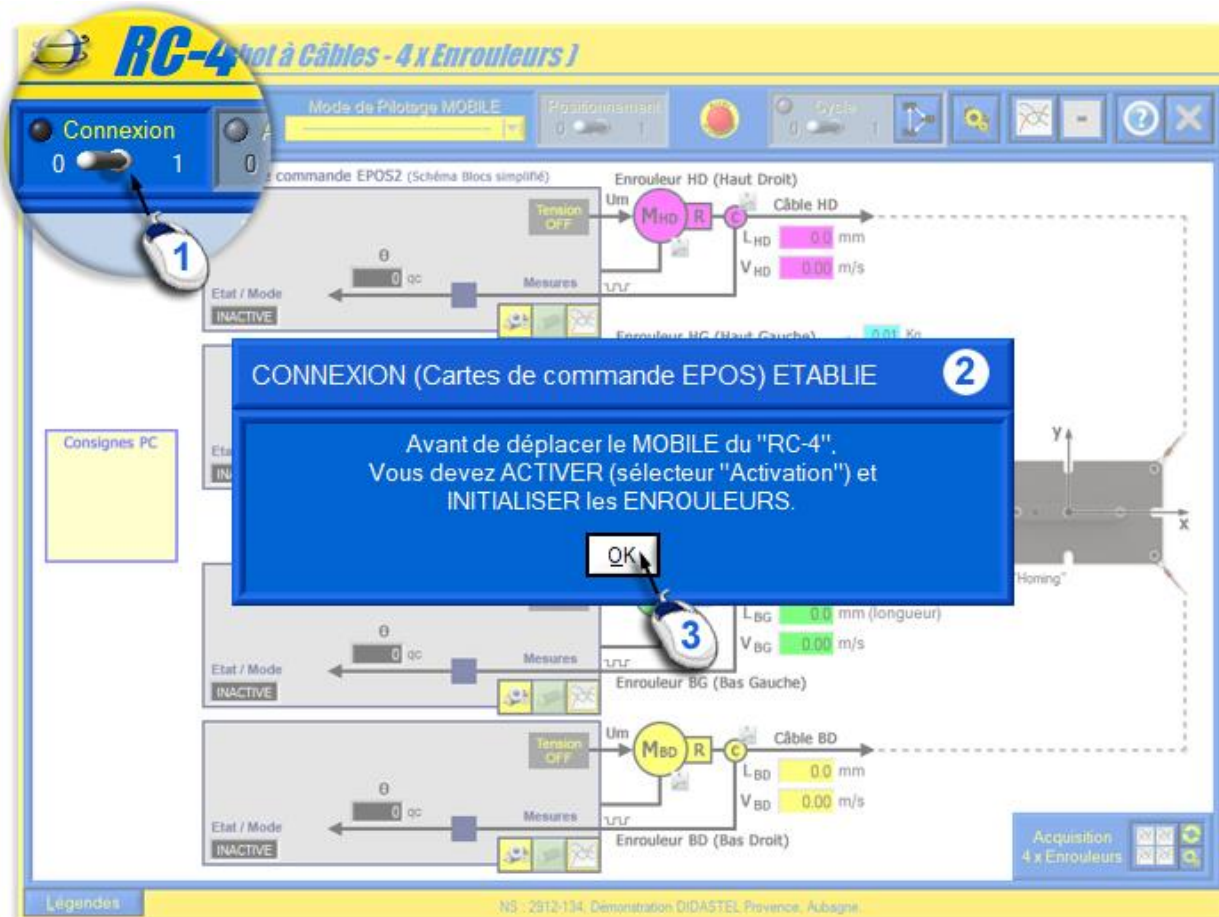 RC-4
hot à Câbles - 4 x Enrouleurs )
Connexion
0 1
0
Mode de Pilotage MOBILE
Positionnement
0 1
Cycle
0 1
- ? X
commande EPOS2 (Schéma Blocs simplifié)
Enrouleur HD (Haut Droit)
Tension
OFF
Um
MHD R C
Câble HD
LHD 0.0 mm
VHD 0.00 m/s
θ
0 qc
Mesures
Etat / Mode
INACTIVE
1
Enrouleur HG (Haut Gauche) 0.01 Kg
CONNEXION (Cartes de commande EPOS) ETABLIE 2
Avant de déplacer le MOBILE du "RC-4",
Vous devez ACTIVER (sélecteur "Activation") et
INITIALISER les ENROULEURS.
OK
3
Consignes PC
y
x
"Homing"
LBG 0.0 mm (longueur)
VBG 0.00 m/s
θ
0 qc
Mesures
Etat / Mode
INACTIVE
Enrouleur BG (Bas Gauche)
Tension
OFF
Um
MBD R C
Câble BD
LBD 0.0 mm
VBD 0.00 m/s
θ
0 qc
Mesures
Etat / Mode
INACTIVE
Enrouleur BD (Bas Droit)
Acquisition
4 x Enrouleurs
Légendes
NS : 2912-134, Démonstration DIDASTEL Provence, Aubagne.